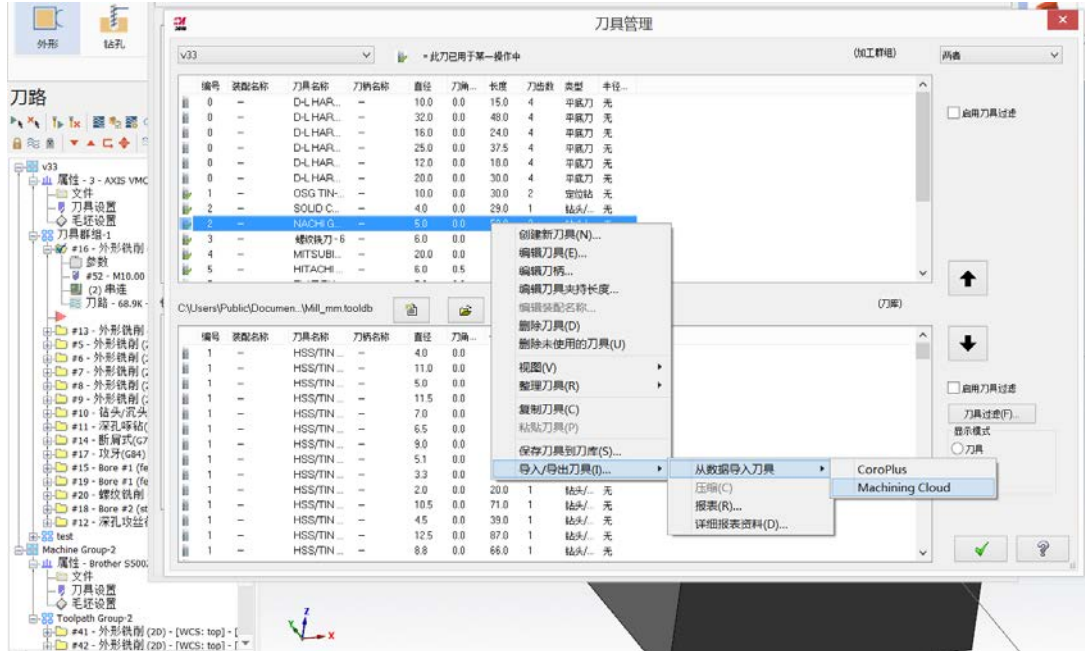 外形
钻孔
刀路
v33
属性 - 3 - AXIS VMC
文件
刀具设置
毛坯设置
刀具群组-1
#16 - 外形铣削
参数
#52 - M10.00
(2) 串连
刀路 - 68.9K -
#13 - 外形铣削
#5 - 外形铣削 (2
#6 - 外形铣削 (2
#7 - 外形铣削 (2
#8 - 外形铣削 (2
#9 - 外形铣削 (2
#10 - 钻头/沉头
#11 - 深孔啄钻(
#14 - 断屑式(G7
#17 - 攻牙(G84)
#15 - Bore #1 (fe
#19 - Bore #1 (fe
#20 - 螺纹铣削
#18 - Bore #2 (st
#12 - 深孔攻丝
test
Machine Group-2
属性 - Brother S500
文件
刀具设置
毛坯设置
Toolpath Group-2
#41 - 外形铣削 (2D) - [WCS: top] - [
#42 - 外形铣削 (2D) - [WCS: top] - [
刀具管理
v33
= 此刀已用于某一操作中
(加工群组)
两者
编号 装配名称 刀具名称 刀柄名称 直径 刀角... 长度 刀齿数 类型 半径...
0 – D-L HAR... – 10.0 0.0 15.0 4 平底刀 无
0 – D-L HAR... – 32.0 0.0 48.0 4 平底刀 无
0 – D-L HAR... – 16.0 0.0 24.0 4 平底刀 无
0 – D-L HAR... – 25.0 0.0 37.5 4 平底刀 无
0 – D-L HAR... – 12.0 0.0 18.0 4 平底刀 无
0 – D-L HAR... – 20.0 0.0 30.0 4 平底刀 无
1 – OSG TIN-... – 10.0 0.0 30.0 2 定位钻 无
2 – SOLID C... – 4.0 0.0 29.0 1 钻头/... 无
2 – NACHI G... – 5.0 0.0
3 – 螺纹铣刀 - 6 – 6.0 0.0
4 – MITSUBI... – 20.0 0.0
5 – HITACHI ... – 6.0 0.5
启用刀具过滤
创建新刀具(N)...
编辑刀具(E)...
编辑刀柄...
编辑刀具夹持长度...
编辑装配名称...
删除刀具(D)
删除未使用的刀具(U)
视图(V)
整理刀具(R)
复制刀具(C)
粘贴刀具(P)
保存刀具到刀库(S)...
导入/导出刀具(I)...
从数据导入刀具
压缩(C)
报表(R)...
详细报表资料(D)...
CoroPlus
Machining Cloud
C:\Users\Public\Documen...\Mill_mm.tooldb
(刀库)
编号 装配名称 刀具名称 刀柄名称 直径 刀角...
1 – HSS/TIN ... – 4.0 0.0
1 – HSS/TIN ... – 11.0 0.0
1 – HSS/TIN ... – 5.0 0.0
1 – HSS/TIN ... – 11.5 0.0
1 – HSS/TIN ... – 7.0 0.0
1 – HSS/TIN ... – 6.5 0.0
1 – HSS/TIN ... – 9.0 0.0
1 – HSS/TIN ... – 5.1 0.0
1 – HSS/TIN ... – 3.3 0.0
1 – HSS/TIN ... – 2.0 0.0 20.0 1 钻头/... 无
1 – HSS/TIN ... – 10.5 0.0 71.0 1 钻头/... 无
1 – HSS/TIN ... – 4.5 0.0 39.0 1 钻头/... 无
1 – HSS/TIN ... – 12.5 0.0 87.0 1 钻头/... 无
1 – HSS/TIN ... – 8.8 0.0 66.0 1 钻头/... 无
启用刀具过滤
刀具过滤(F)...
显示模式
刀具
Z
Y
X